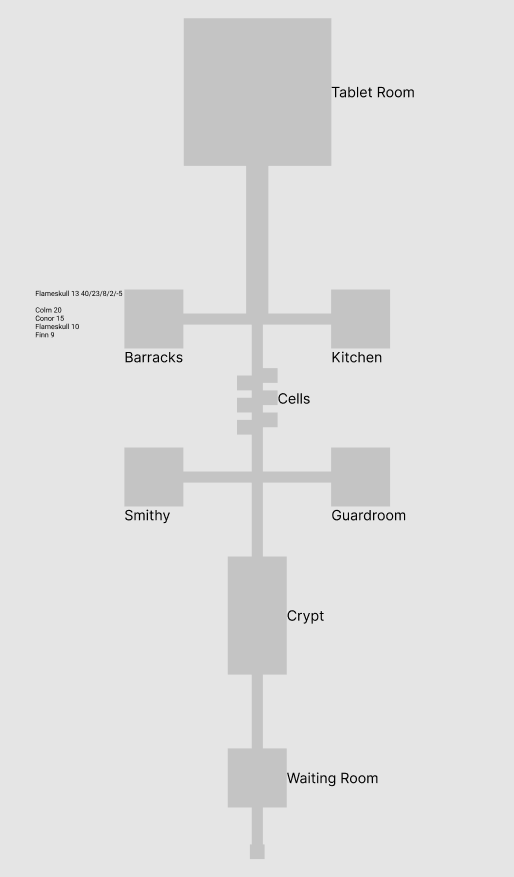 Tablet Room
Flameskull 13 40/23/8/2/-5
Colm 20
Conor 15
Flameskull 10
Finn 9
Barracks
Kitchen
Cells
Smithy
Guardroom
Crypt
Waiting Room